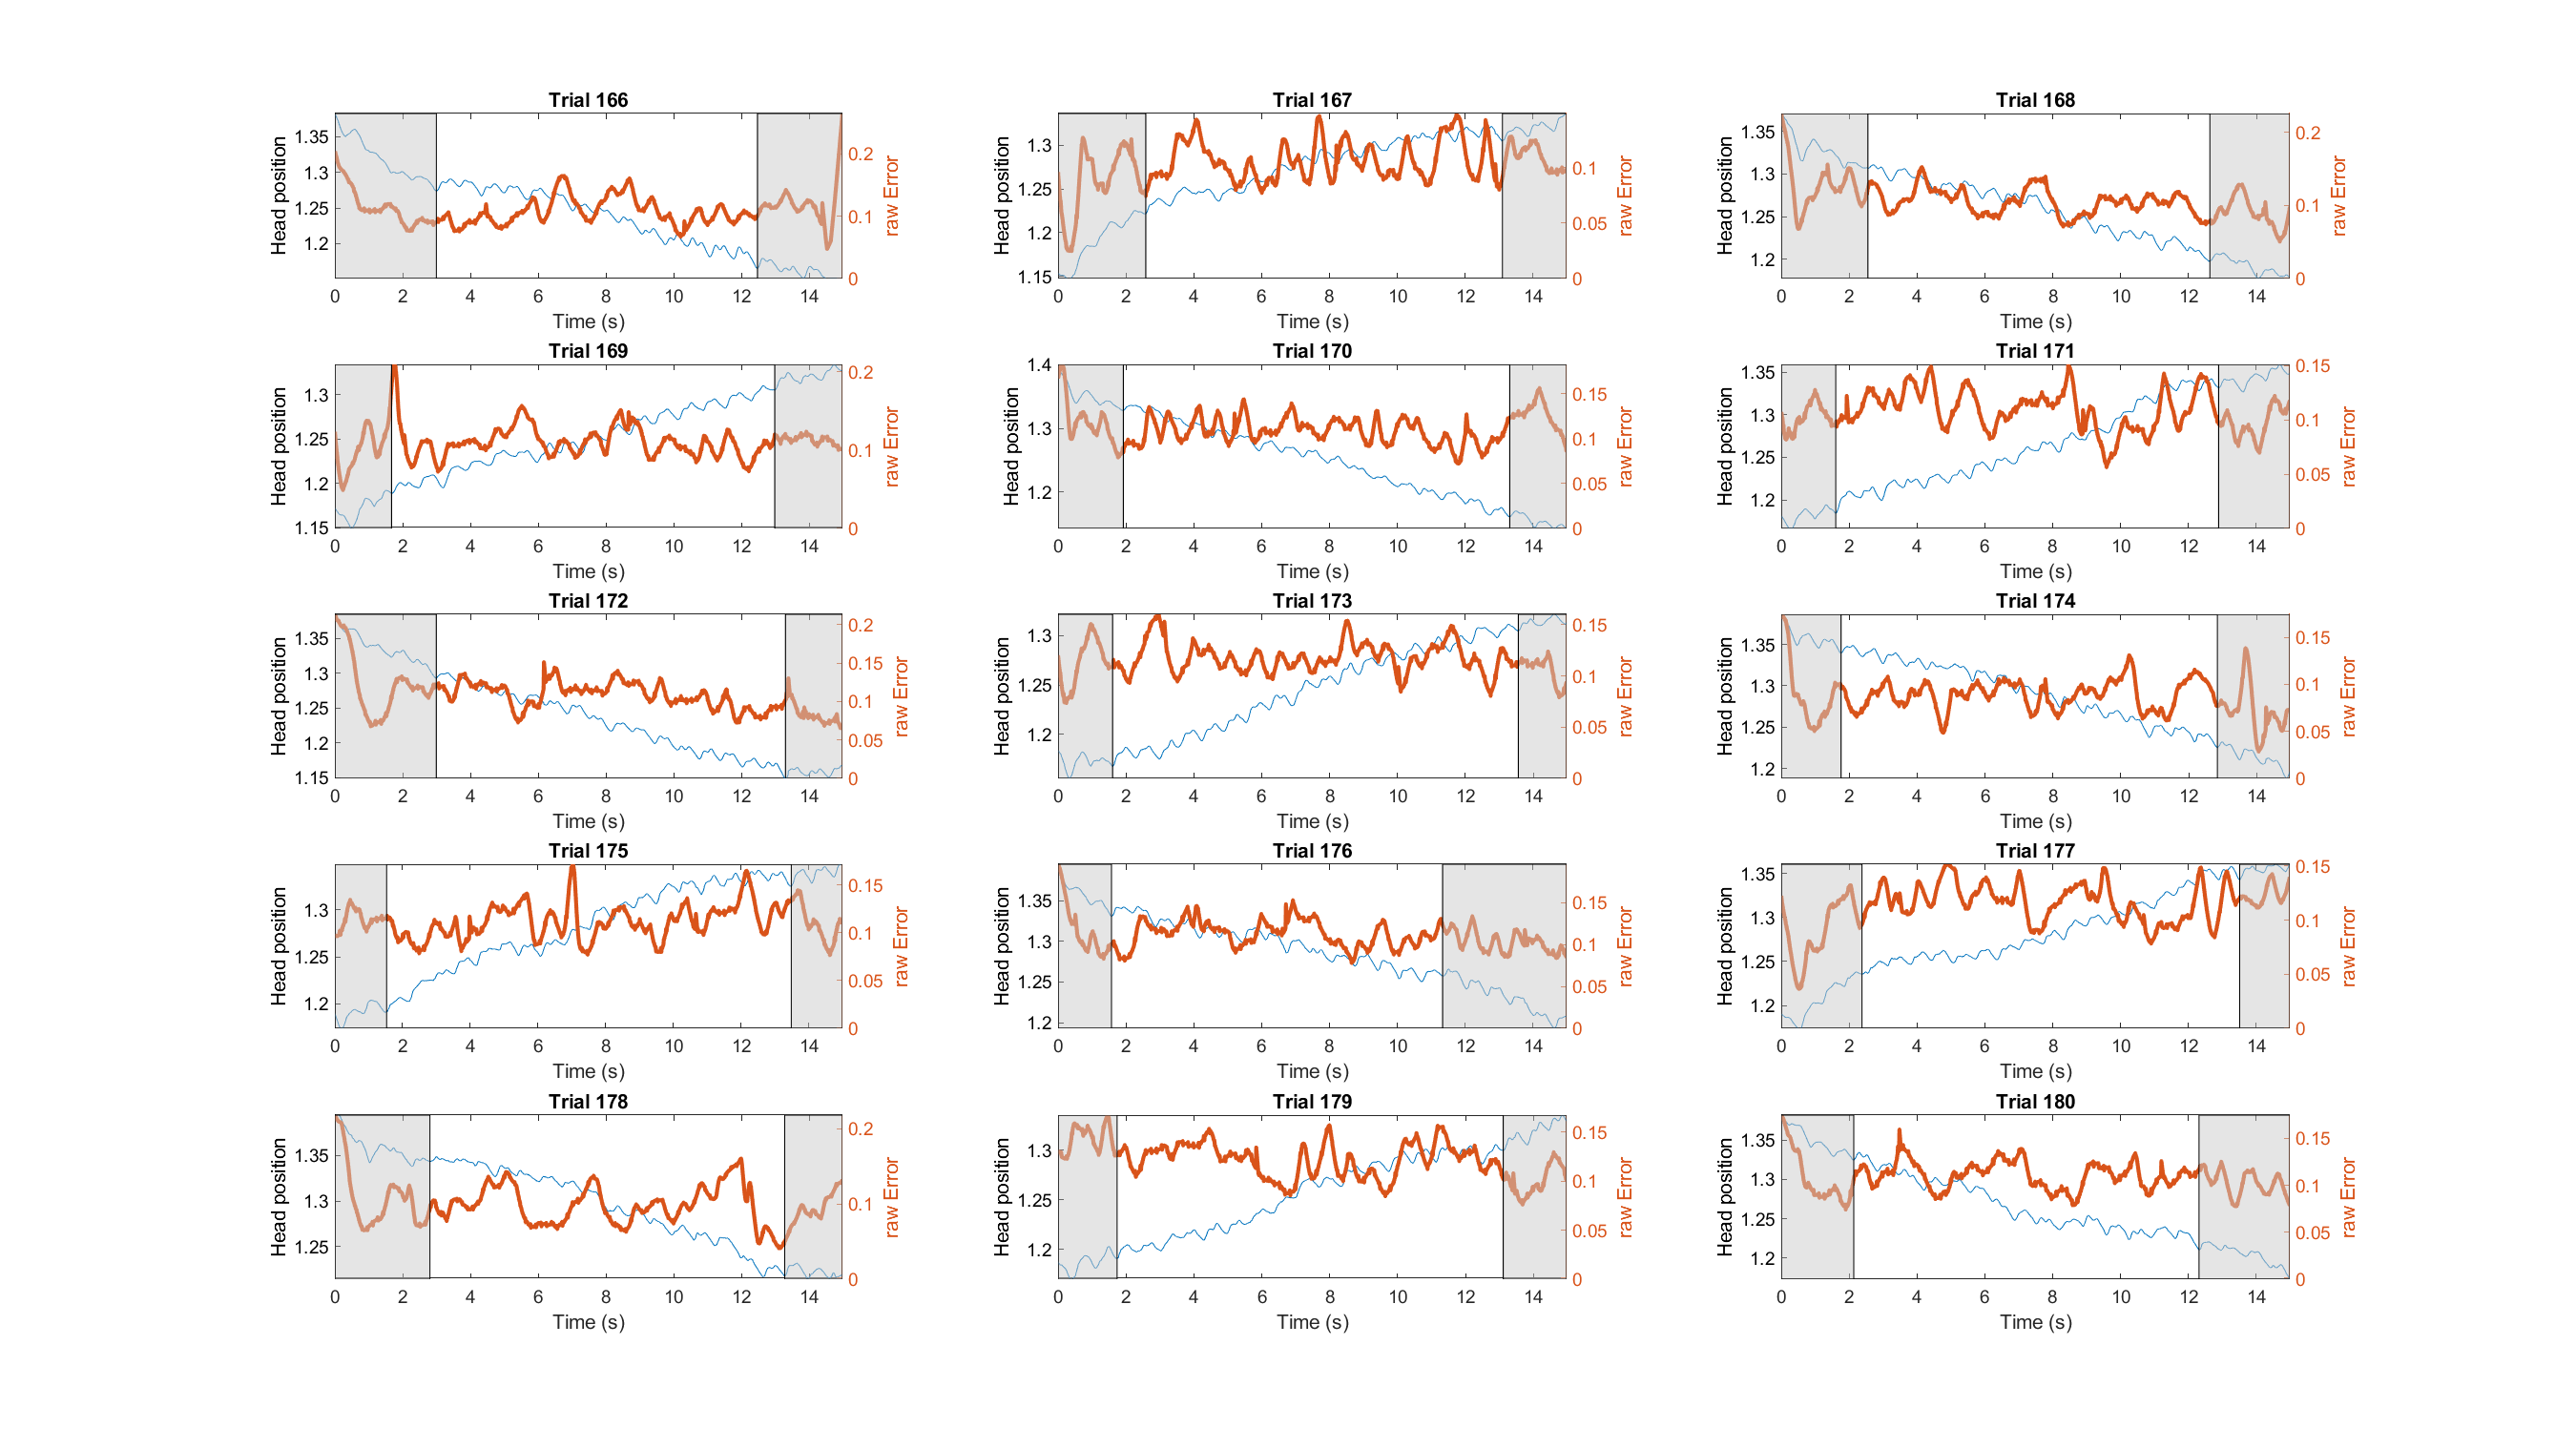 Trial 166
Head position
1.35
1.3
1.25
1.2
0.2
0.1
0
raw Error
0 2 4 6 8 10 12 14
Time (s)
Trial 167
Head position
1.3
1.25
1.2
1.15
0.1
0.05
0
raw Error
0 2 4 6 8 10 12 14
Time (s)
Trial 168
Head position
1.35
1.3
1.25
1.2
0.2
0.1
0
raw Error
0 2 4 6 8 10 12 14
Time (s)
Trial 169
Head position
1.3
1.25
1.2
1.15
0.2
0.1
0
raw Error
0 2 4 6 8 10 12 14
Time (s)
Trial 170
Head position
1.4
1.3
1.2
0.15
0.1
0.05
0
raw Error
0 2 4 6 8 10 12 14
Time (s)
Trial 171
Head position
1.35
1.3
1.25
1.2
0.15
0.1
0.05
0
raw Error
0 2 4 6 8 10 12 14
Time (s)
Trial 172
Head position
1.35
1.3
1.25
1.2
1.15
0.2
0.15
0.1
0.05
0
raw Error
0 2 4 6 8 10 12 14
Time (s)
Trial 173
Head position
1.3
1.25
1.2
0.15
0.1
0.05
0
raw Error
0 2 4 6 8 10 12 14
Time (s)
Trial 174
Head position
1.35
1.3
1.25
1.2
0.15
0.1
0.05
0
raw Error
0 2 4 6 8 10 12 14
Time (s)
Trial 175
Head position
1.3
1.25
1.2
0.15
0.1
0.05
0
raw Error
0 2 4 6 8 10 12 14
Time (s)
Trial 176
Head position
1.35
1.3
1.25
1.2
0.15
0.1
0.05
0
raw Error
0 2 4 6 8 10 12 14
Time (s)
Trial 177
Head position
1.35
1.3
1.25
1.2
0.15
0.1
0.05
0
raw Error
0 2 4 6 8 10 12 14
Time (s)
Trial 178
Head position
1.35
1.3
1.25
0.2
0.1
0
raw Error
0 2 4 6 8 10 12 14
Time (s)
Trial 179
Head position
1.3
1.25
1.2
0.15
0.1
0.05
0
raw Error
0 2 4 6 8 10 12 14
Time (s)
Trial 180
Head position
1.35
1.3
1.25
1.2
0.15
0.1
0.05
0
raw Error
0 2 4 6 8 10 12 14
Time (s)